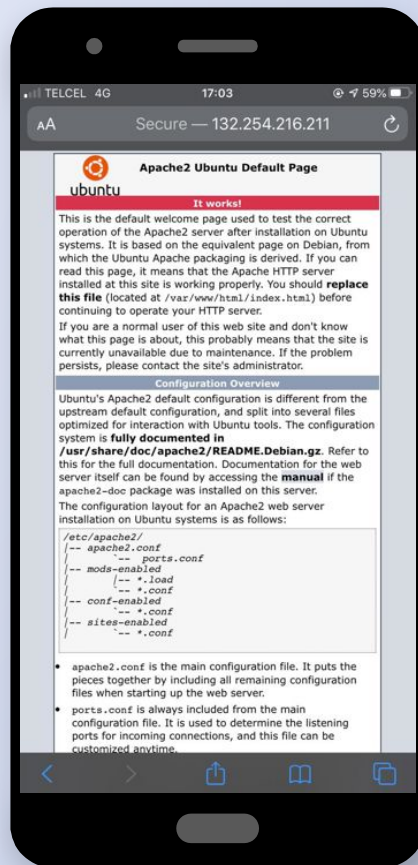 TELCEL 4G 17:03 59%
AA Secure — 132.254.216.211
Apache2 Ubuntu Default Page
ubuntu
It works!
This is the default welcome page used to test the correct
operation of the Apache2 server after installation on Ubuntu
systems. It is based on the equivalent page on Debian, from
which the Ubuntu Apache packaging is derived. If you can
read this page, it means that the Apache HTTP server
installed at this site is working properly. You should replace
this file (located at /var/www/html/index.html) before
continuing to operate your HTTP server.
If you are a normal user of this web site and don't know
what this page is about, this probably means that the site is
currently unavailable due to maintenance. If the problem
persists, please contact the site's administrator.
Configuration Overview
Ubuntu's Apache2 default configuration is different from the
upstream default configuration, and split into several files
optimized for interaction with Ubuntu tools. The configuration
system is fully documented in
/usr/share/doc/apache2/README.Debian.gz. Refer to
this for the full documentation. Documentation for the web
server itself can be found by accessing the manual if the
apache2-doc package was installed on this server.
The configuration layout for an Apache2 web server
installation on Ubuntu systems is as follows:
/etc/apache2/
|-- apache2.conf
|       `--  ports.conf
|-- mods-enabled
|       |-- *.load
|       `-- *.conf
|-- conf-enabled
|       `-- *.conf
|-- sites-enabled
|       `-- *.conf
• apache2.conf is the main configuration file. It puts the
pieces together by including all remaining configuration
files when starting up the web server.
• ports.conf is always included from the main
configuration file. It is used to determine the listening
ports for incoming connections, and this file can be
customized anytime.